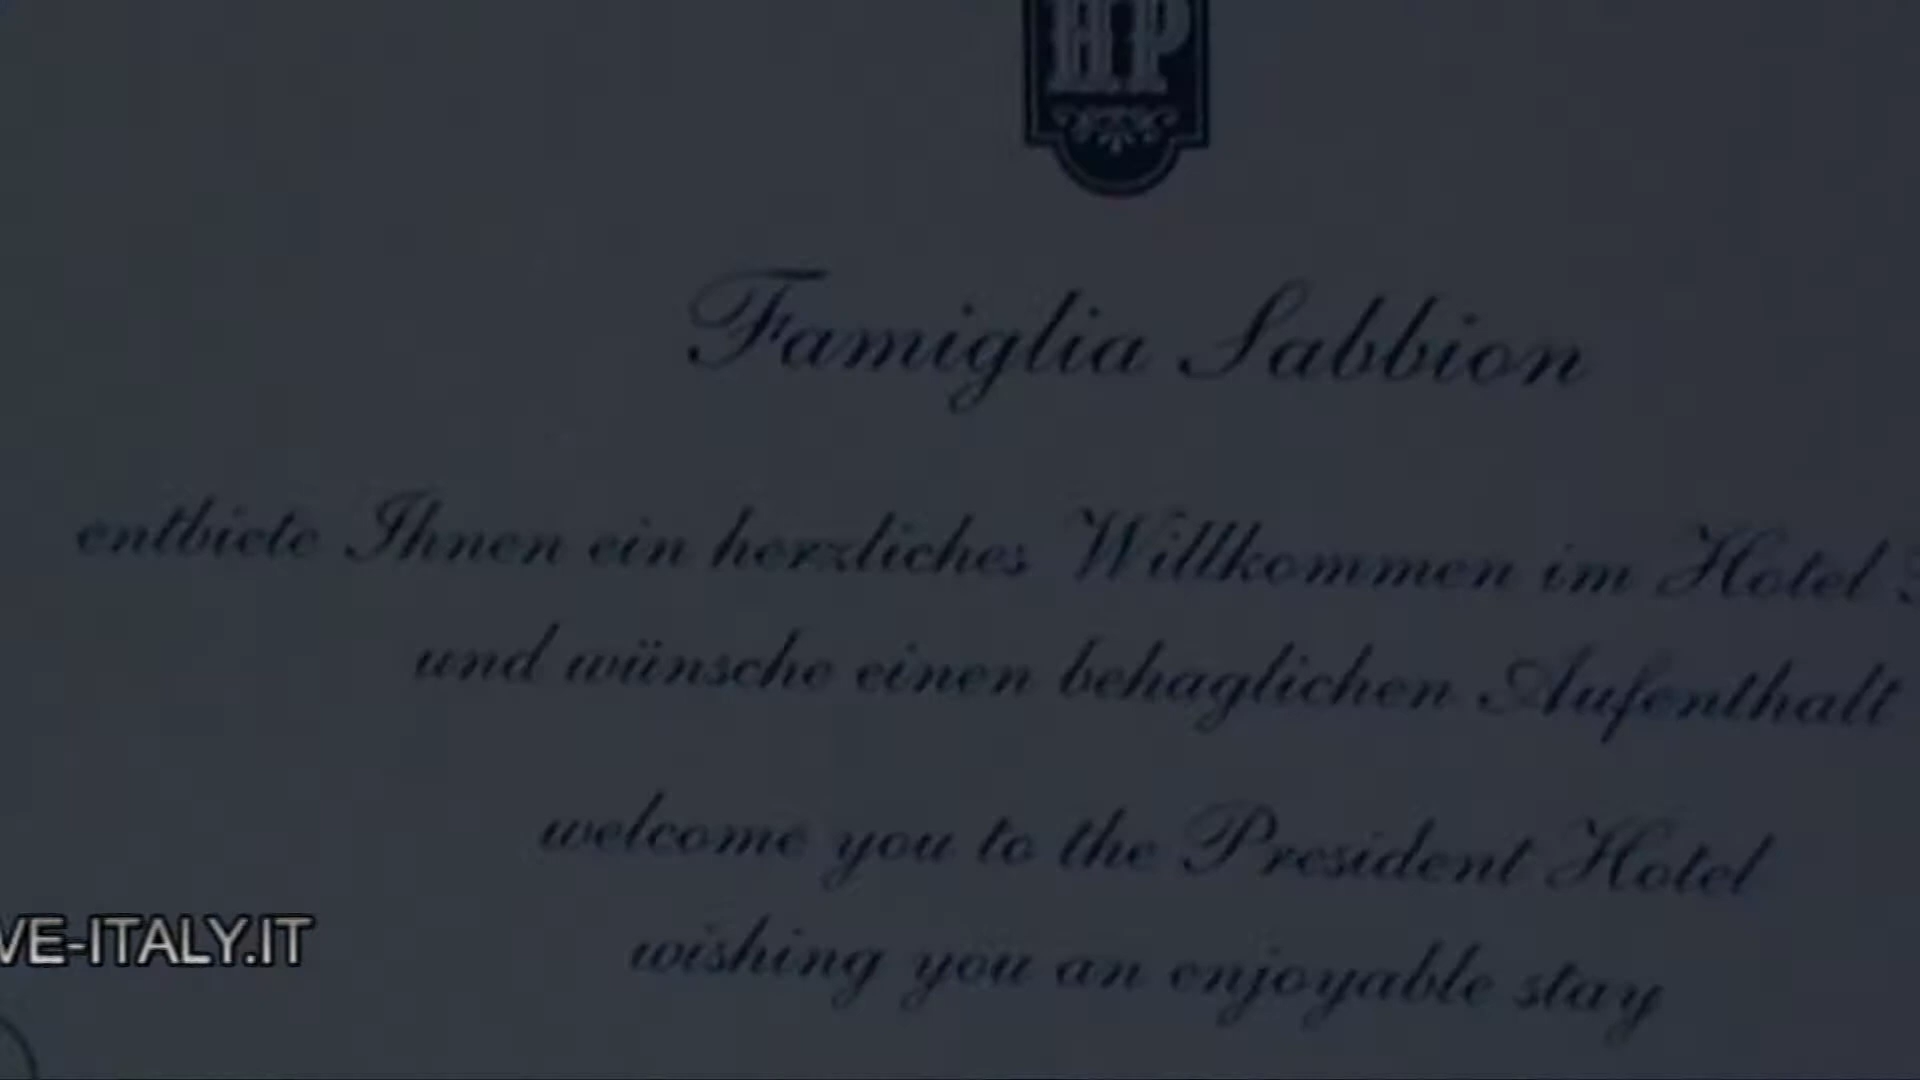 HP
Famiglia Sabbion
entbiete Ihnen ein herzliches Willkommen im Hotel
und wünsche einen behaglichen Aufenthalt
welcome you to the President Hotel
wishing you an enjoyable stay
VE-ITALY.IT